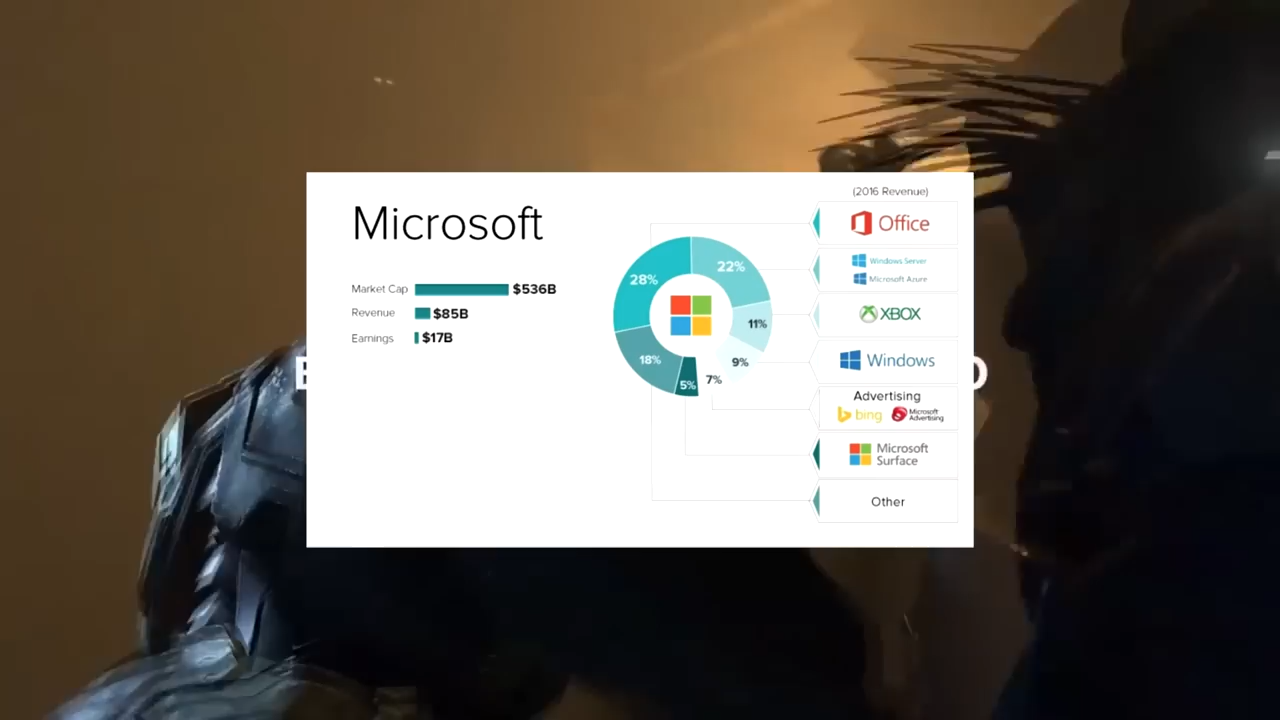 Microsoft
Market Cap $536B
Revenue $85B
Earnings $17B
28%
22%
11%
9%
7%
5%
18%
(2016 Revenue)
Office
Windows Server
Microsoft Azure
XBOX
Windows
Advertising
bing
Microsoft
Advertising
Microsoft
Surface
Other